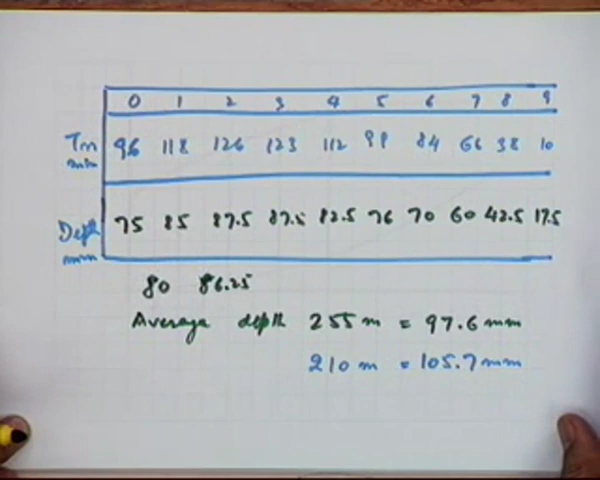 0 1 2 3 4 5 6 7 8 9
Tm min 96 118 126 123 112 99 84 66 38 10
Depth mm 75 85 87.5 87.5 82.5 76 70 60 42.5 17.5
80 86.25
Average depth 255 m = 97.6 mm
210 m = 105.7 mm